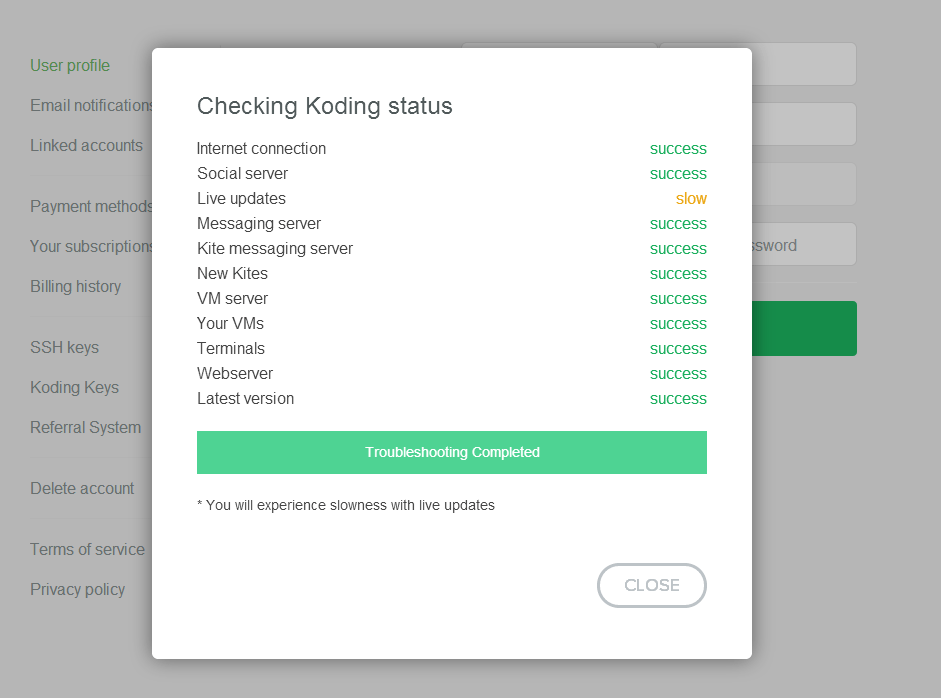 Checking Koding status
Internet connection success
Social server success
Live updates slow
Messaging server success
Kite messaging server success
New Kites success
VM server success
Your VMs success
Terminals success
Webserver success
Latest version success
Troubleshooting Completed
* You will experience slowness with live updates
CLOSE
User profile
Email notifications
Linked accounts
Payment methods
Your subscriptions
Billing history
SSH keys
Koding Keys
Referral System
Delete account
Terms of service
Privacy policy
ssword